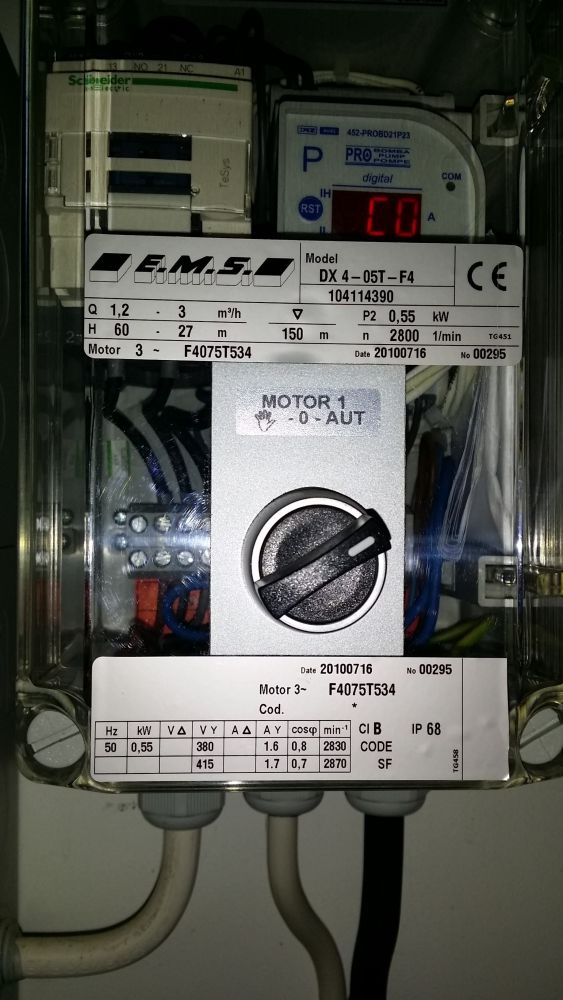 13 NO 21 NC A1
Schneider
Electric
TeSys
452-PROBD21P23
P PRO BOMBA PUMP POMPE
digital
COM
IH
RST
C0 A
E.M.S.
Model
DX 4-05T-F4
104114390
CE
Q 1,2 - 3 m³/h ∇ P2 0,55 kW
H 60 - 27 m 150 m n 2800 1/min TG451
Motor 3 ~ F4075T534 Date 20100716 No 00295
MOTOR 1
- 0 - AUT
Date 20100716 No 00295
Motor 3~ F4075T534
Cod. *
Hz kW V Δ V Y A Δ A Y cosφ min⁻¹ Cl B IP 68
50 0,55 380 1.6 0,8 2830 CODE
415 1.7 0,7 2870 SF
TG458